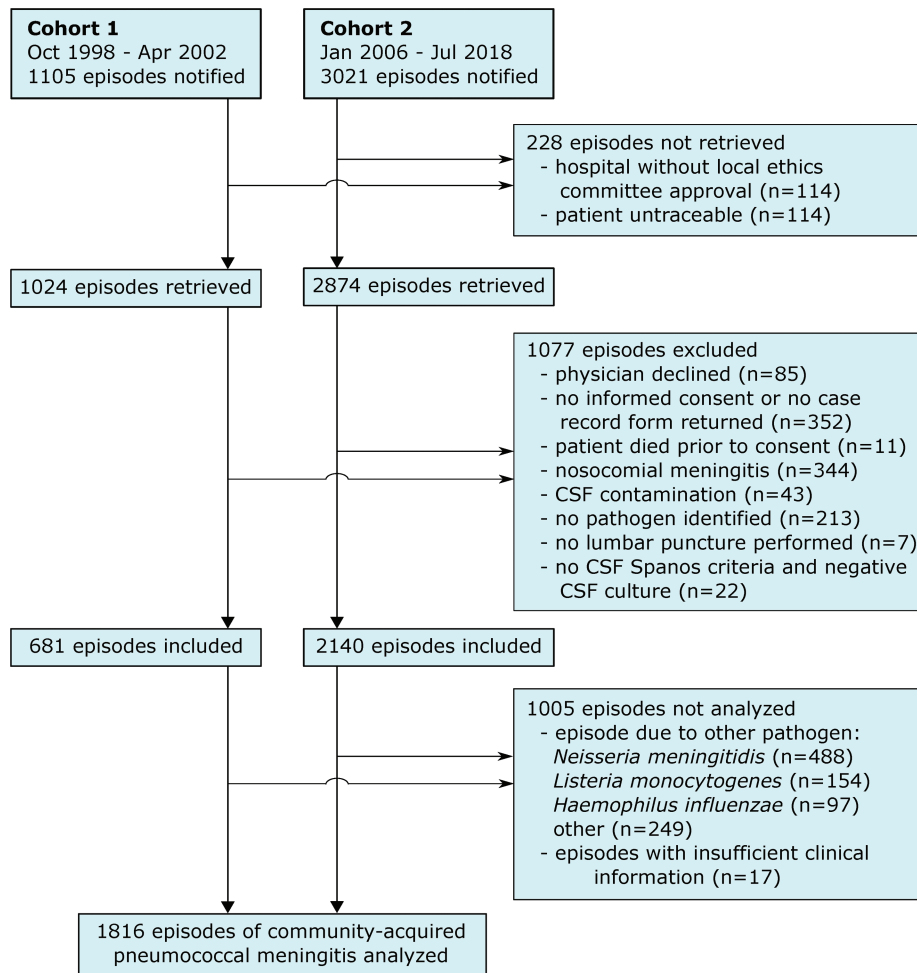 Cohort 1
Oct 1998 - Apr 2002
1105 episodes notified
Cohort 2
Jan 2006 - Jul 2018
3021 episodes notified
228 episodes not retrieved
- hospital without local ethics
committee approval (n=114)
- patient untraceable (n=114)
1024 episodes retrieved
2874 episodes retrieved
1077 episodes excluded
- physician declined (n=85)
- no informed consent or no case
record form returned (n=352)
- patient died prior to consent (n=11)
- nosocomial meningitis (n=344)
- CSF contamination (n=43)
- no pathogen identified (n=213)
- no lumbar puncture performed (n=7)
- no CSF Spanos criteria and negative
CSF culture (n=22)
681 episodes included
2140 episodes included
1005 episodes not analyzed
- episode due to other pathogen:
Neisseria meningitidis (n=488)
Listeria monocytogenes (n=154)
Haemophilus influenzae (n=97)
other (n=249)
- episodes with insufficient clinical
information (n=17)
1816 episodes of community-acquired
pneumococcal meningitis analyzed